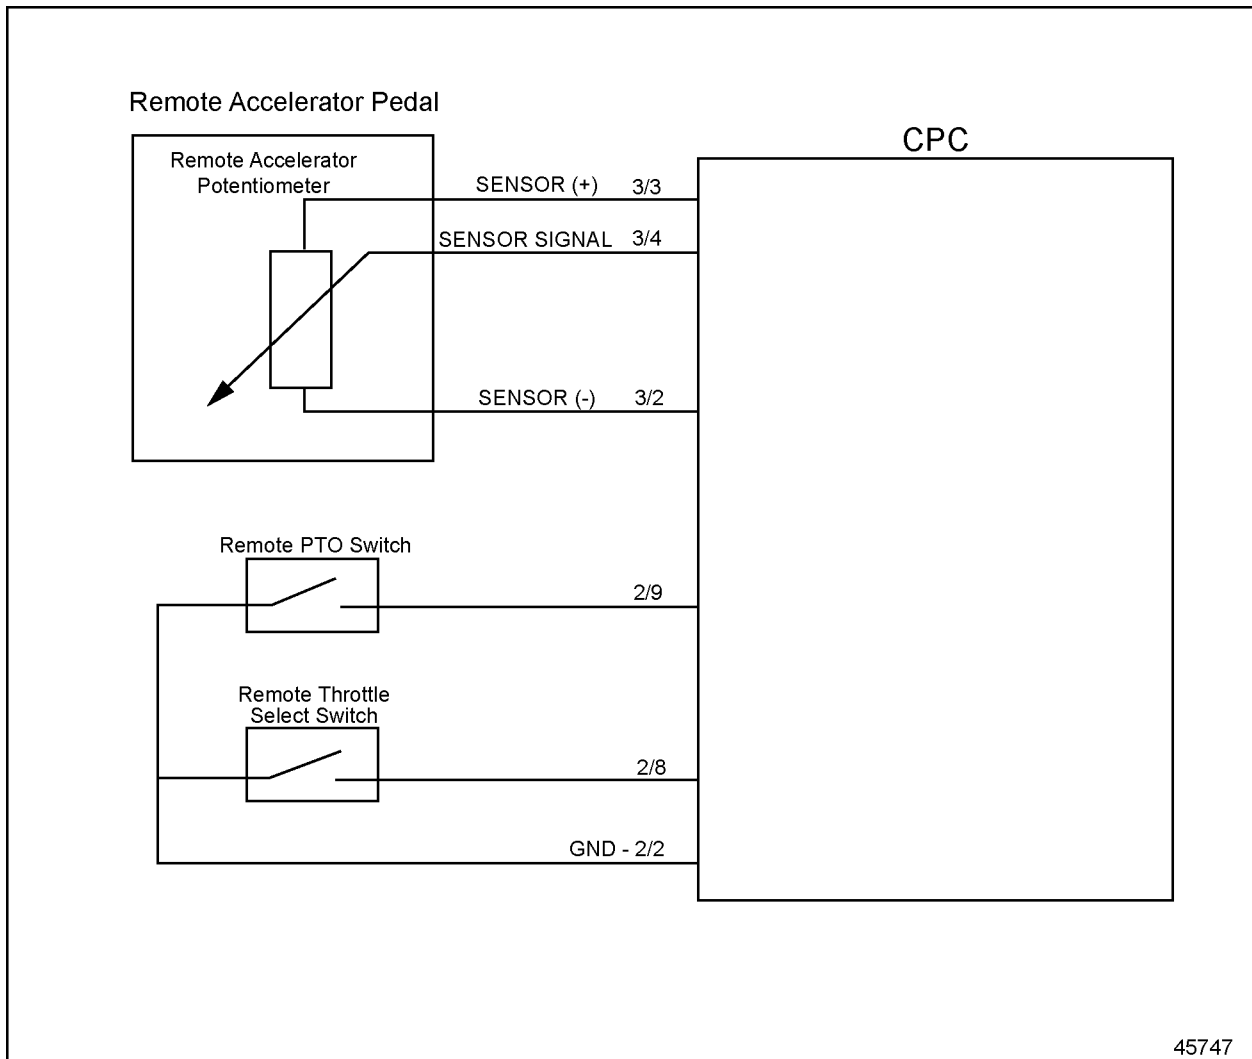 Remote Accelerator Pedal
CPC
Remote Accelerator
Potentiometer
SENSOR (+) 3/3
SENSOR SIGNAL 3/4
SENSOR (-) 3/2
Remote PTO Switch
2/9
Remote Throttle
Select Switch
2/8
GND - 2/2
45747